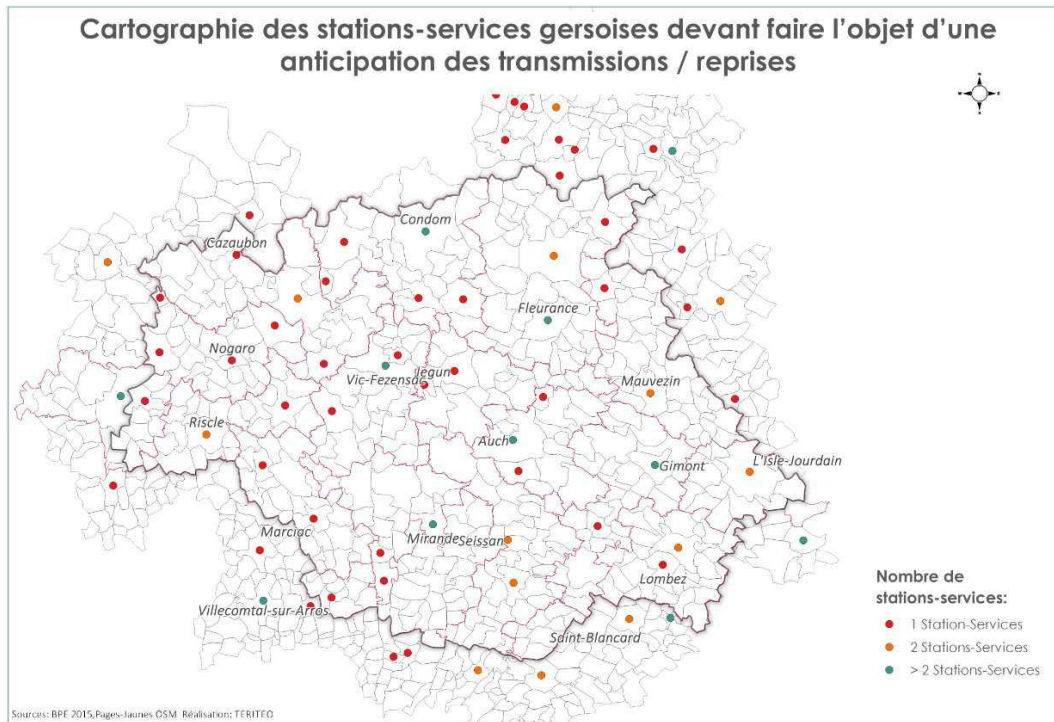 Cartographie des stations-services gersoises devant faire l'objet d'une
anticipation des transmissions / reprises
Condom
Cazaubon
Fleurance
Nogaro
Jégun
Vic-Fezensac
Mauvezin
Riscle
Auch
L'Isle-Jourdain
Gimont
Marciac
Mirande
Seissan
Lombez
Villecomtal-sur-Arros
Saint-Blancard
Nombre de
stations-services:
1 Station-Services
2 Stations-Services
> 2 Stations-Services
Sources: BPE 2015,Pages-Jaunes OSM Réalisation: TERITEO